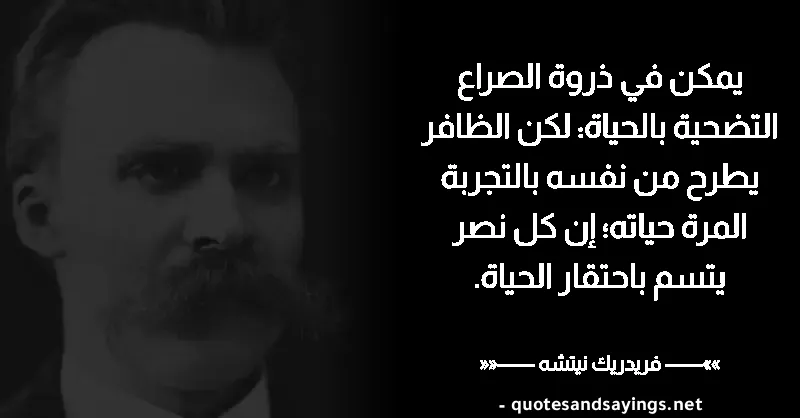 يمكن في ذروة الصراع
التضحية بالحياة؛ لكن الظافر
يطرح من نفسه بالتجربة
المرة حياته؛ إن كل نصر
يتسم باحتقار الحياة.
»»—— فريدريك نيتشه ——««
- quotesandsayings.net